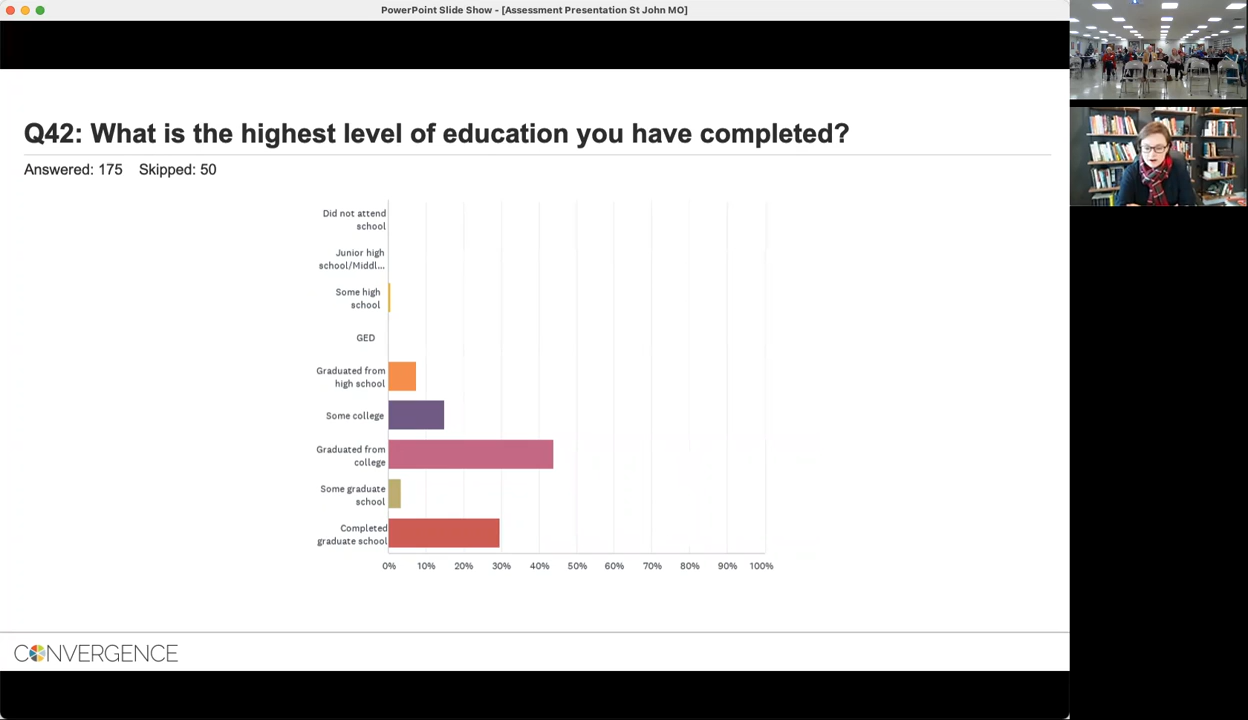 PowerPoint Slide Show - [Assessment Presentation St John MO]
Q42: What is the highest level of education you have completed?
Answered: 175 Skipped: 50
Did not attend
school
Junior high
school/Middl...
Some high
school
GED
Graduated from
high school
Some college
Graduated from
college
Some graduate
school
Completed
graduate school
0% 10% 20% 30% 40% 50% 60% 70% 80% 90% 100%
CONVERGENCE